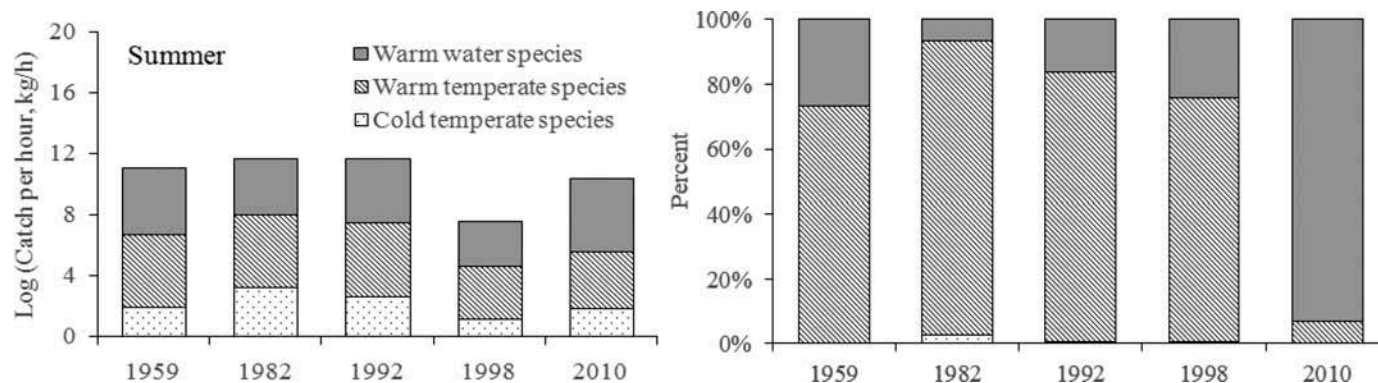 Log (Catch per hour, kg/h)
20
16
12
8
4
0
Summer
Warm water species
Warm temperate species
Cold temperate species
1959 1982 1992 1998 2010
Percent
100%
80%
60%
40%
20%
0%
1959 1982 1992 1998 2010